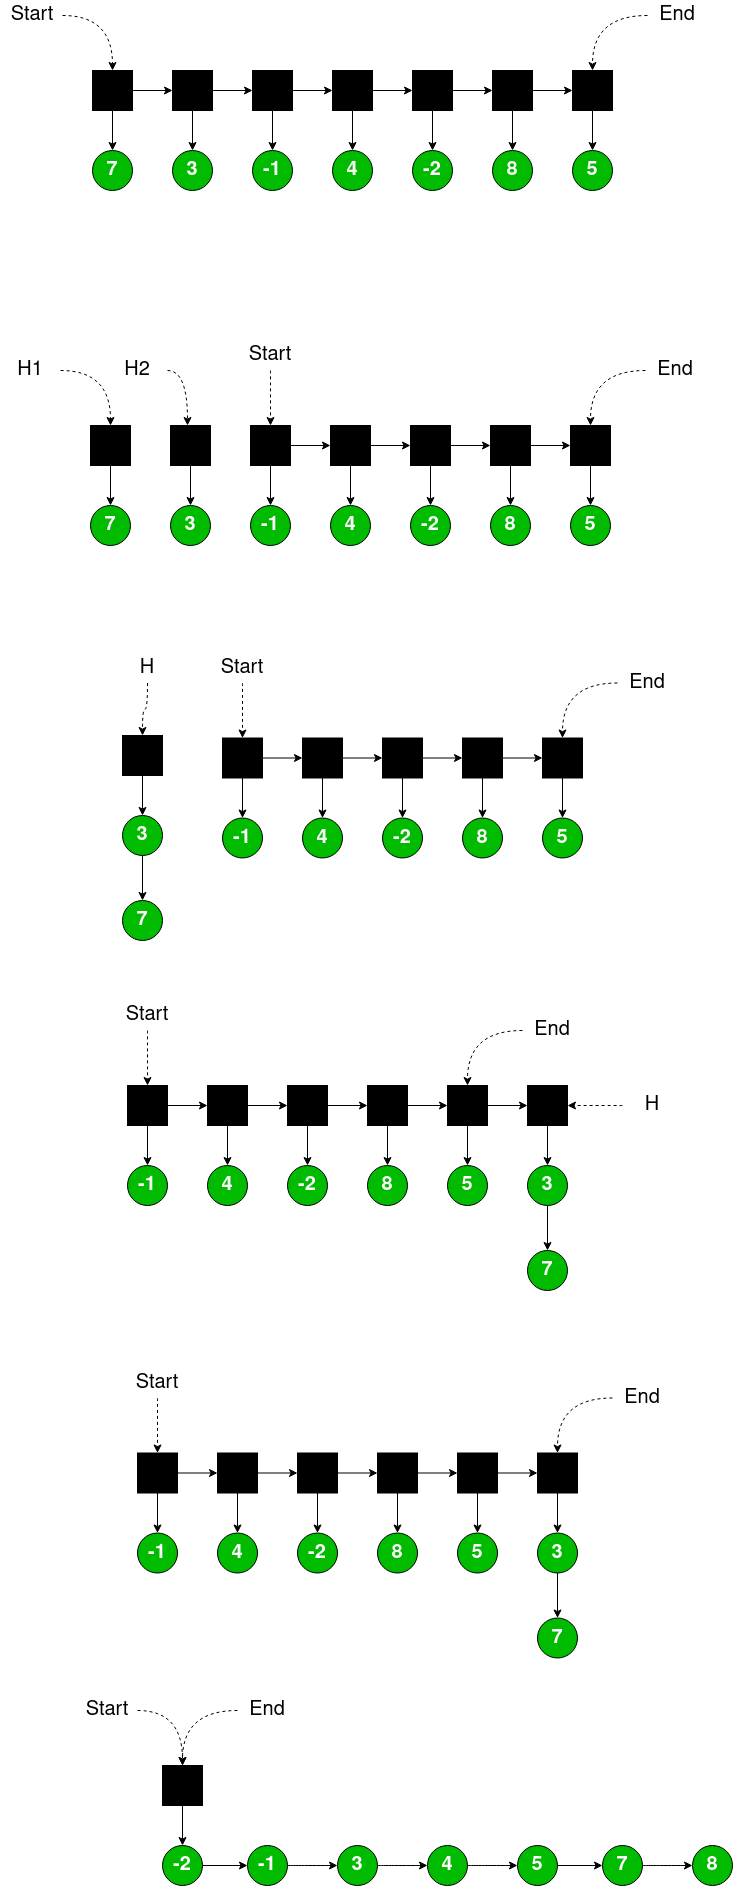 Start End
7 3 -1 4 -2 8 5
Start
H1 H2 End
7 3 -1 4 -2 8 5
H Start
End
-1 4 -2 8 5
3
7
Start
End
H
-1 4 -2 8 5 3
7
Start
End
-1 4 -2 8 5 3
7
Start End
-2 -1 3 4 5 7 8